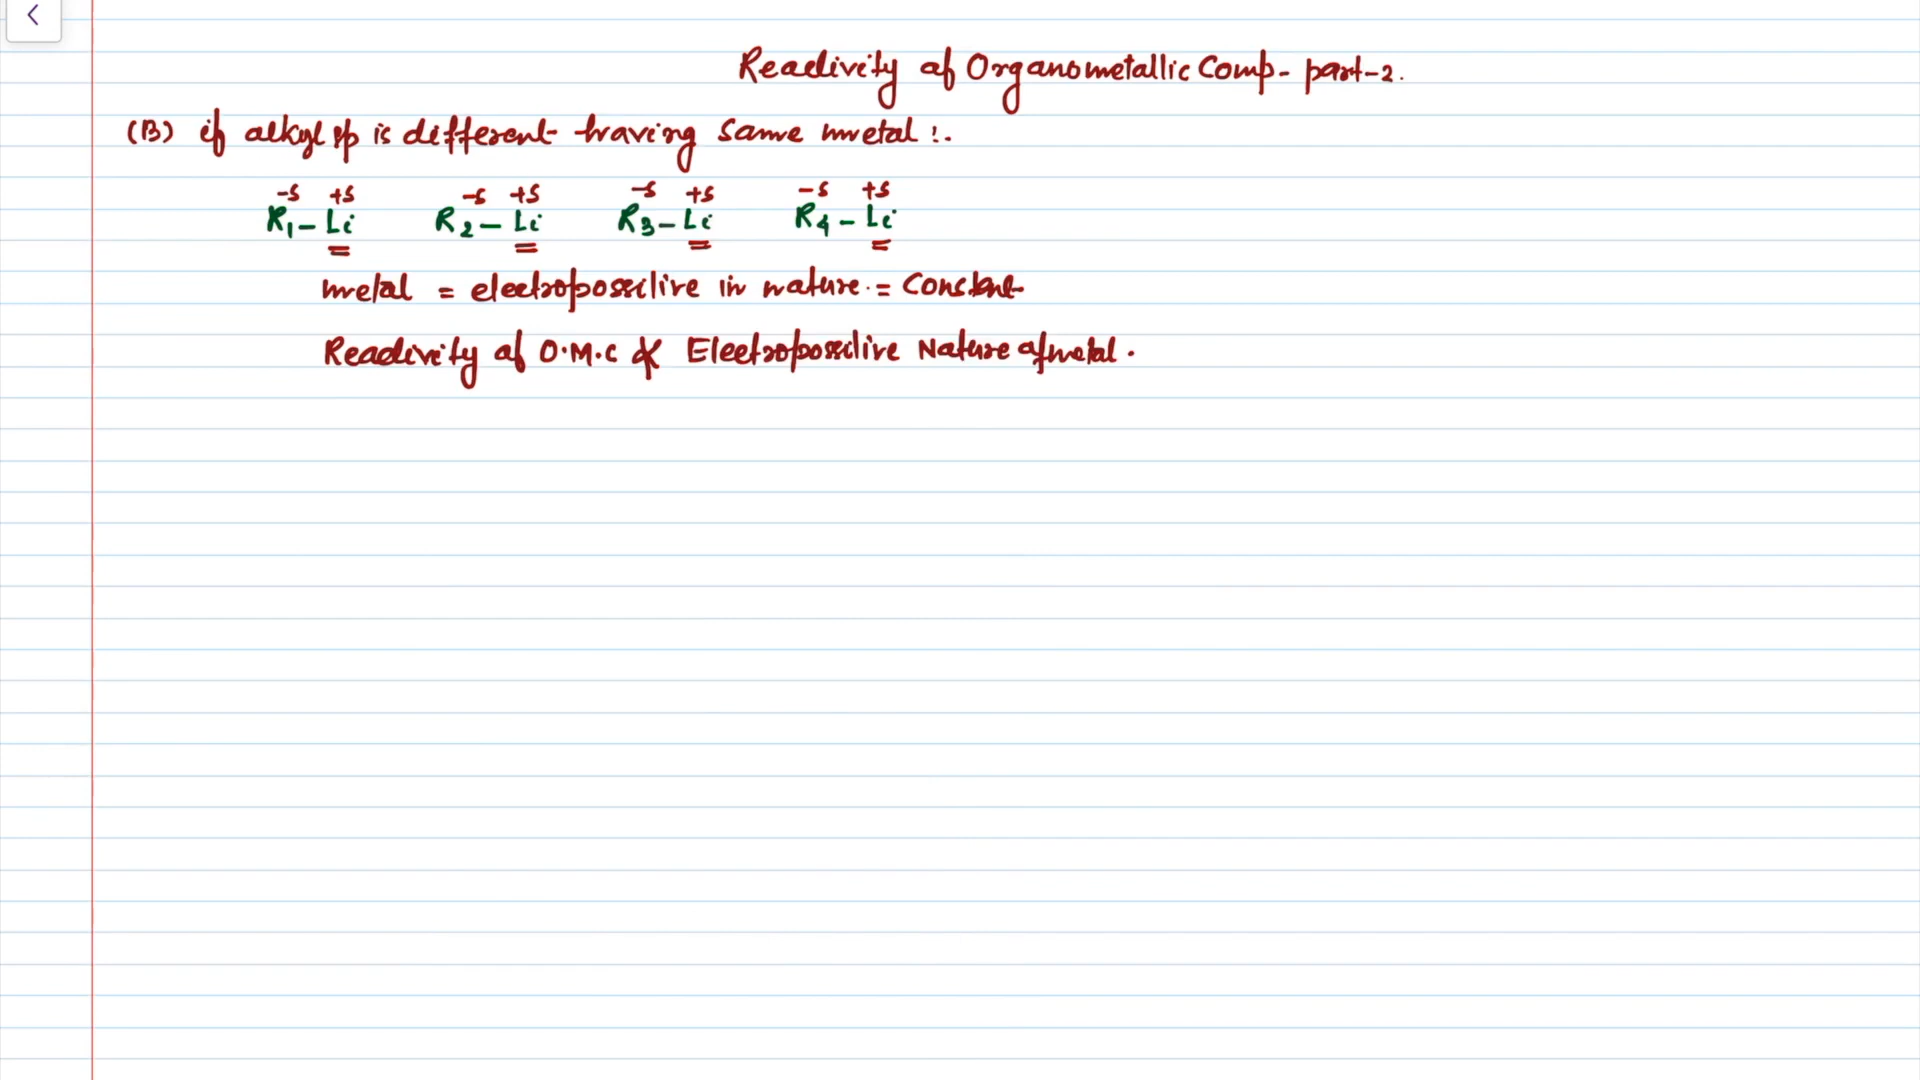 Reactivity of Organometallic Comp- part-2.
(B) if alkyl gp is different having same metal :.
-δ +δ -δ +δ -δ +δ -δ +δ
R₁-Li R₂-Li R₃-Li R₄-Li
metal = electropositive in nature. = Constant
Reactivity of O.M.C ∝ Electropositive Nature of metal.